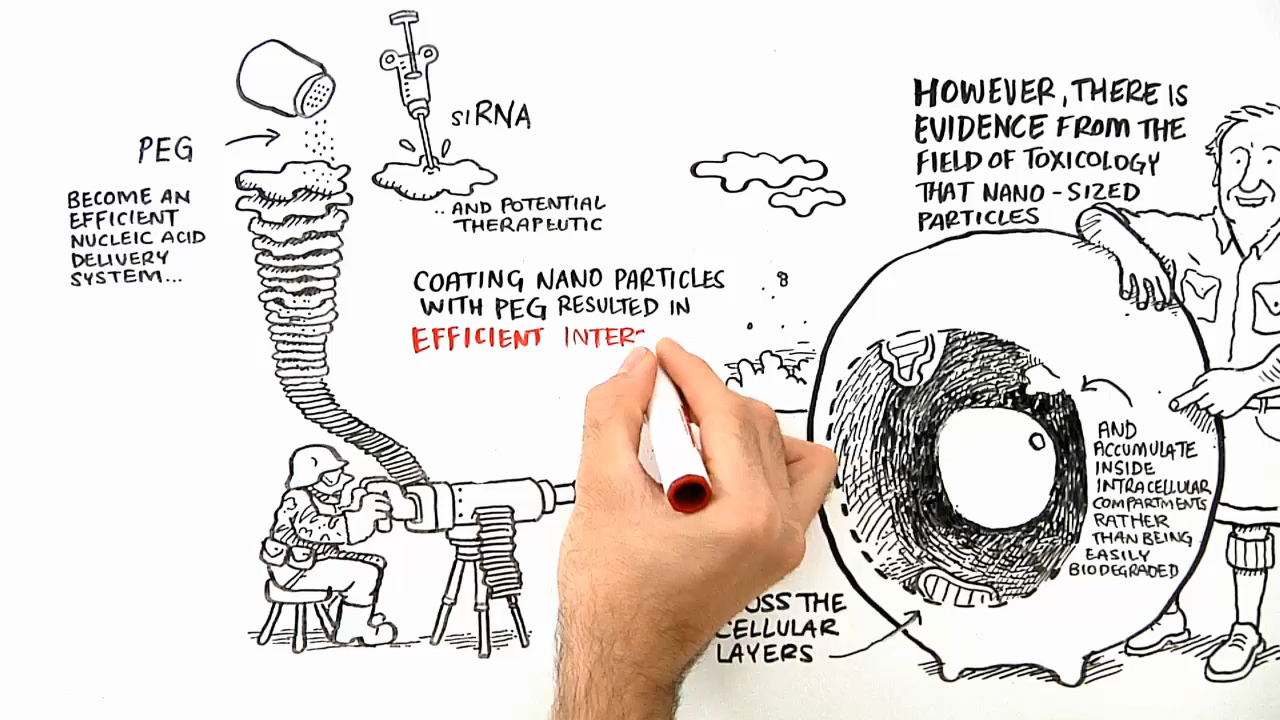 PEG
BECOME AN
EFFICIENT
NUCLEIC ACID
DELIVERY
SYSTEM...
siRNA
..AND POTENTIAL
THERAPEUTIC
COATING NANO PARTICLES
WITH PEG RESULTED IN
EFFICIENT INTER
HOWEVER, THERE IS
EVIDENCE FROM THE
FIELD OF TOXICOLOGY
THAT NANO-SIZED
PARTICLES
THE
CELLULAR
LAYERS
AND
ACCUMULATE
INSIDE
INTRACELLULAR
COMPARTMENTS
RATHER
THAN BEING
EASILY
BIODEGRADED